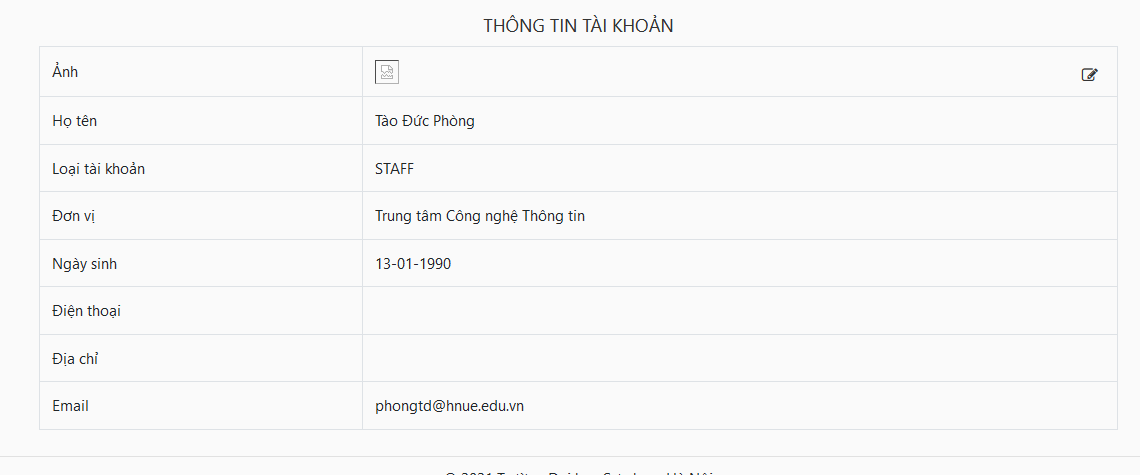 THÔNG TIN TÀI KHOẢN
Ảnh
Họ tên Tào Đức Phòng
Loại tài khoản STAFF
Đơn vị Trung tâm Công nghệ Thông tin
Ngày sinh 13-01-1990
Điện thoại
Địa chỉ
Email phongtd@hnue.edu.vn